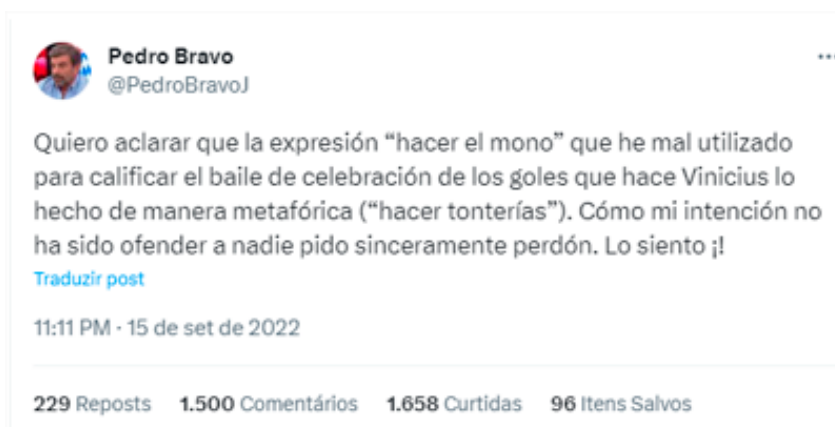 Pedro Bravo
@PedroBravoJ
Quiero aclarar que la expresión “hacer el mono” que he mal utilizado
para calificar el baile de celebración de los goles que hace Vinicius lo
hecho de manera metafórica (“hacer tonterías”). Cómo mi intención no
ha sido ofender a nadie pido sinceramente perdón. Lo siento ¡!
Traduzir post
11:11 PM · 15 de set de 2022
229 Reposts 1.500 Comentários 1.658 Curtidas 96 Itens Salvos